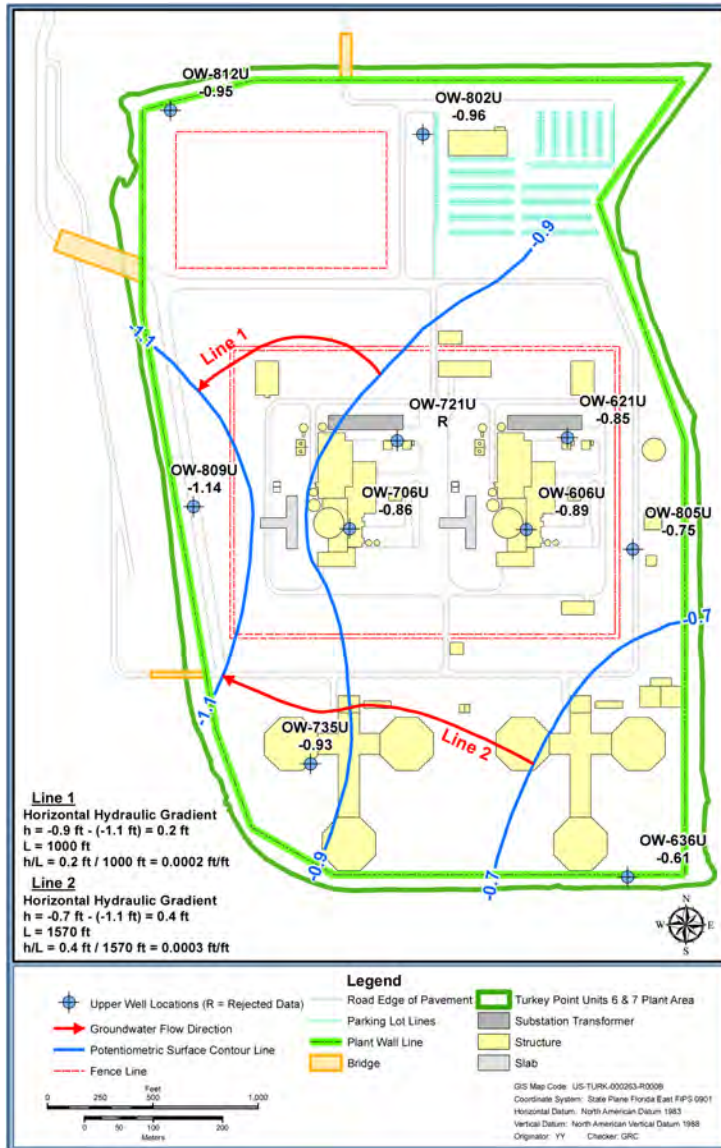 OW-812U
-0.95
OW-802U
-0.96
-0.9
-1.1
Line 1
OW-721U
R
OW-621U
-0.85
OW-809U
-1.14
OW-706U
-0.86
OW-606U
-0.89
OW-805U
-0.75
-0.7
-1.1
OW-735U
-0.93
Line 2
OW-636U
-0.61
-0.9
-0.7
N
W
E
S
Line 1
Horizontal Hydraulic Gradient
h = -0.9 ft - (-1.1 ft) = 0.2 ft
L = 1000 ft
h/L = 0.2 ft / 1000 ft = 0.0002 ft/ft
Line 2
Horizontal Hydraulic Gradient
h = -0.7 ft - (-1.1 ft) = 0.4 ft
L = 1570 ft
h/L = 0.4 ft / 1570 ft = 0.0003 ft/ft
Legend
Upper Well Locations (R = Rejected Data)
Groundwater Flow Direction
Potentiometric Surface Contour Line
Fence Line
Road Edge of Pavement
Parking Lot Lines
Plant Wall Line
Bridge
Turkey Point Units 6 & 7 Plant Area
Substation Transformer
Structure
Slab
Feet
0 250 500 1,000
0 50 100 200
Meters
GIS Map Code: US-TURK-000263-R000B
Coordinate System: State Plane Florida East FIPS 0901
Horizontal Datum: North American Datum 1983
Vertical Datum: North American Vertical Datum 1988
Originator: YY Checker: GRC